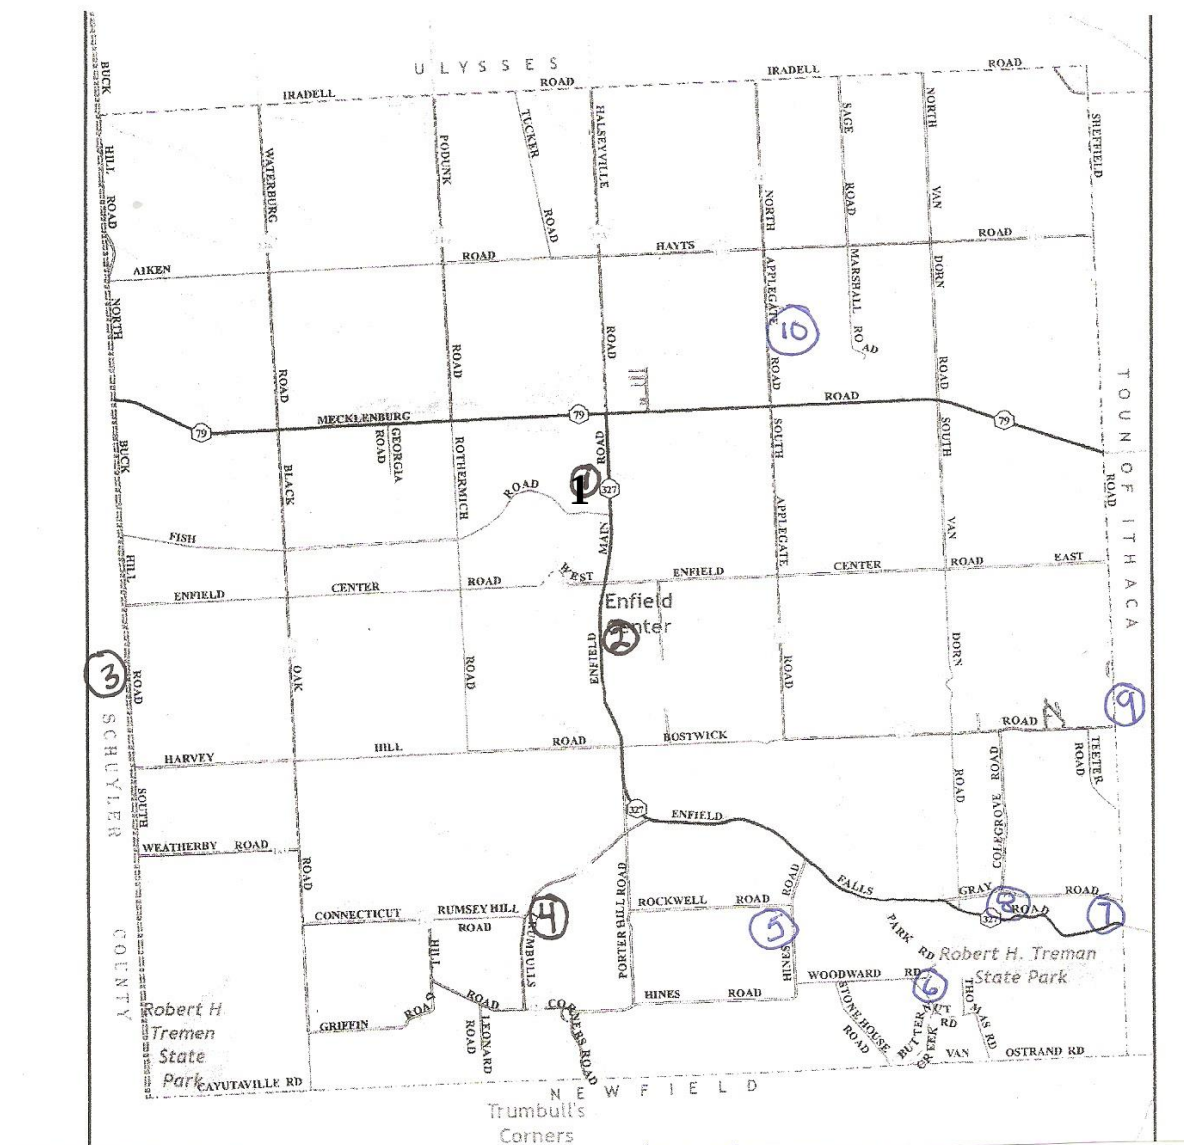 ULYSSES
BUCK
HILL
ROAD
NORTH
BUCK
HILL
ROAD
SOUTH
IRADELL
ROAD
IRADELL
ROAD
WATERBURG
ROAD
PODUNK
TUCKER
ROAD
HALSEYVILLE
ROAD
NORTH
APPLEGATE
ROAD
SAGE
ROAD
NORTH
VAN
DORN
ROAD
SHEFFIELD
ROAD
AIKEN
ROAD
HAYTS
ROAD
MARSHALL
ROAD
10
ROAD
79
MECKLENBURG
79
ROAD
79
GEORGIA
ROAD
BLACK
OAK
ROAD
ROTHERMICH
ROAD
ROAD
1
327
MAIN
SOUTH
APPLEGATE
ROAD
SOUTH
VAN
DORN
ROAD
TOUN OF ITHACA
FISH
ROAD
ENFIELD
CENTER
ROAD
WEST
ENFIELD
CENTER
ROAD
EAST
Enfield
Center
2
ENFIELD
3
SCHUYLER
COUNTY
9
HARVEY
HILL
ROAD
BOSTWICK
ROAD
TEETER
ROAD
COLEGROVE ROAD
327
ENFIELD
FALLS
ROAD
WEATHERBY ROAD
CONNECTICUT
RUMSEY HILL
ROAD
4
TRUMBULLS
CORNERS ROAD
PORTER HILL ROAD
ROCKWELL ROAD
5
HINES
ROAD
GRAY
ROAD
8
327
7
PARK RD
Robert H. Treman
State Park
WOODWARD RD
6
HILL
ROAD
HINES ROAD
STONE HOUSE
ROAD
BUTTERNUT
CREEK
RD
THOMAS RD
VAN OSTRAND RD
GRIFFIN
ROAD
LEONARD
ROAD
Robert H
Tremen
State
Park
CAYUTAVILLE RD
NEWFIELD
Trumbull's
Corners